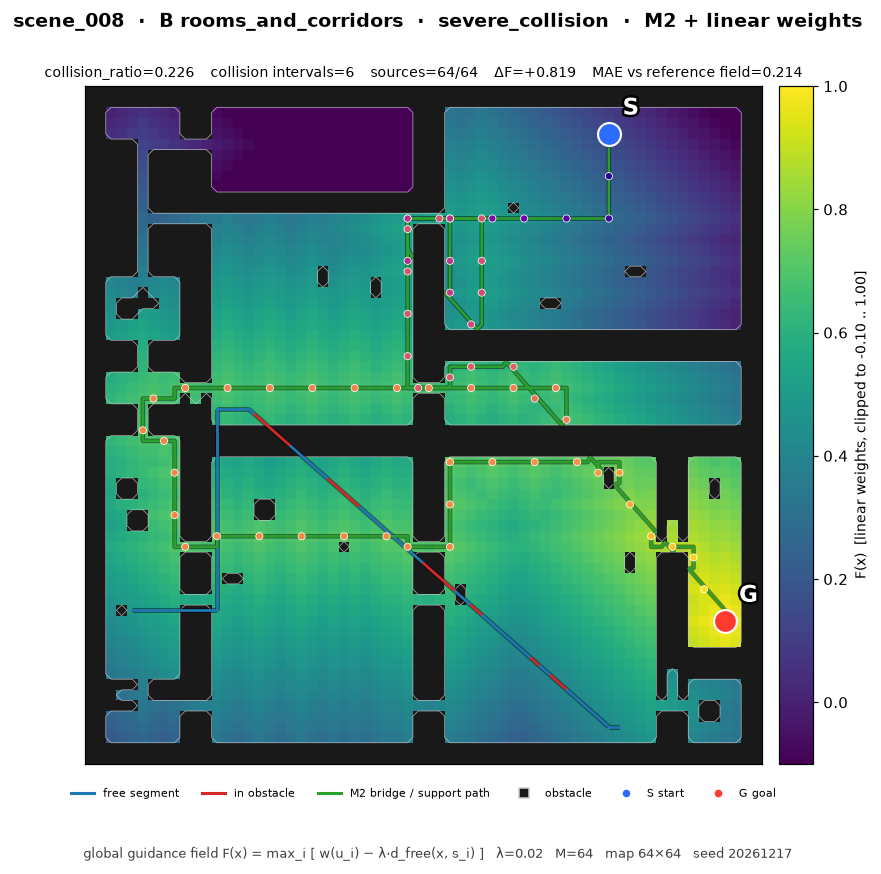 scene_008 · B rooms_and_corridors · severe_collision · M2 + linear weights
collision_ratio=0.226 collision intervals=6 sources=64/64 ΔF=+0.819 MAE vs reference field=0.214
S
G
1.0
0.8
0.6
0.4
0.2
0.0
F(x) [linear weights, clipped to -0.10 .. 1.00]
free segment
in obstacle
M2 bridge / support path
obstacle
S start
G goal
global guidance field F(x) = max_i [ w(u_i) − λ·d_free(x, s_i) ] λ=0.02 M=64 map 64×64 seed 20261217